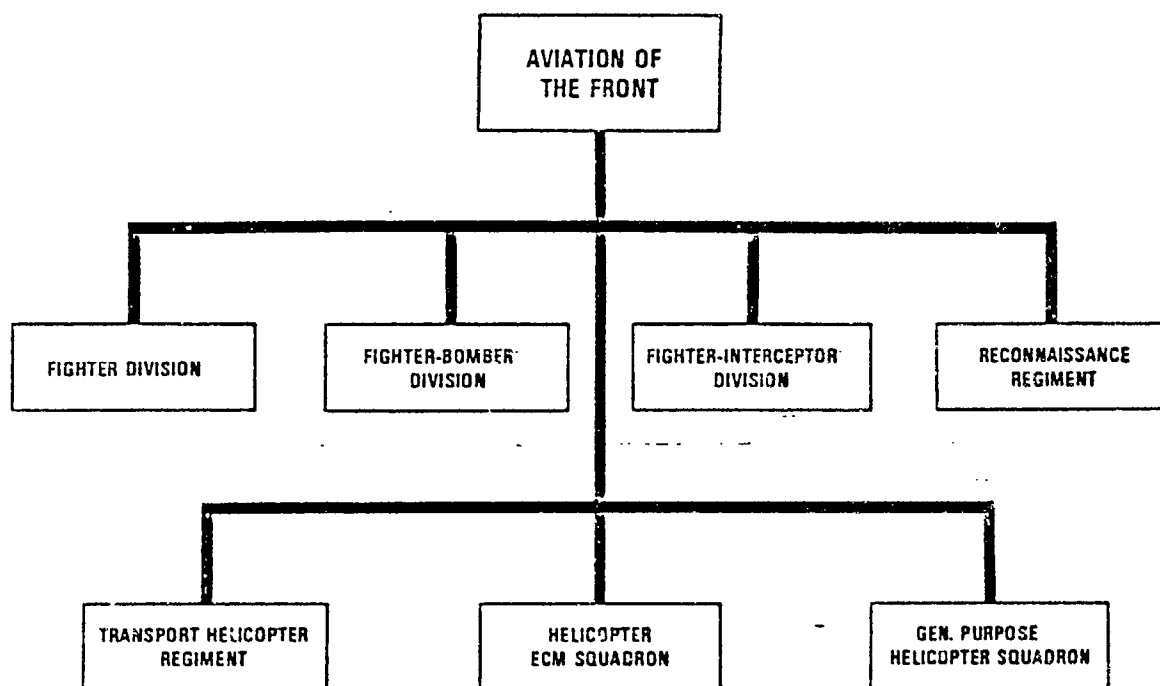 AVIATION OF
THE FRONT
FIGHTER DIVISION
FIGHTER-BOMBER
DIVISION
FIGHTER-INTERCEPTOR
DIVISION
RECONNAISSANCE
REGIMENT
TRANSPORT HELICOPTER
REGIMENT
HELICOPTER
ECM SQUADRON
GEN. PURPOSE
HELICOPTER SQUADRON